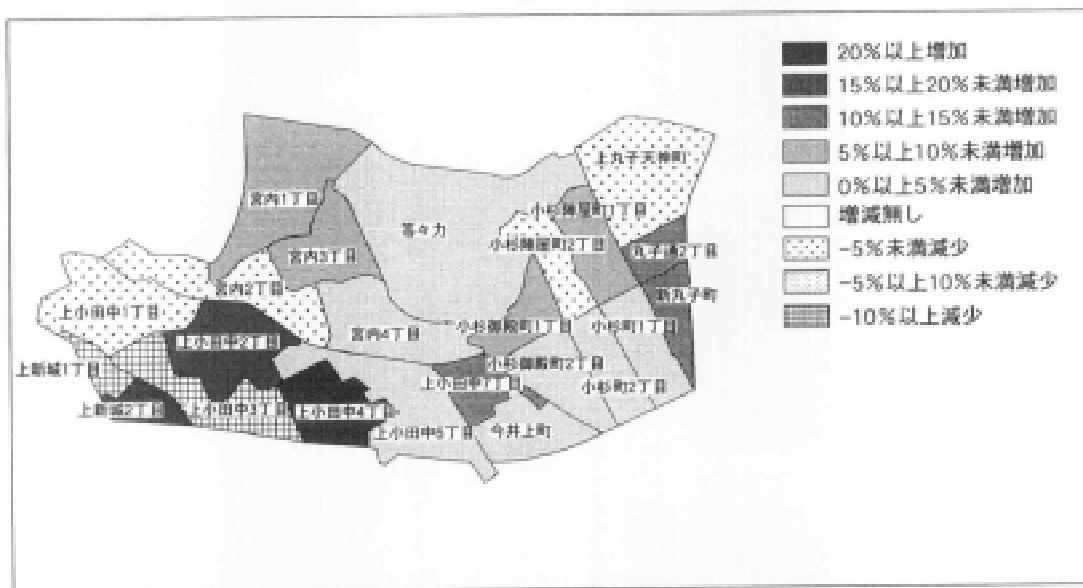 20%以上増加
15%以上20%未満増加
10%以上15%未満増加
5%以上10%未満増加
0%以上5%未満増加
増減無し
-5%未満減少
-5%以上10%未満減少
-10%以上減少
上丸子天神町
宮内1丁目
小杉陣屋町1丁目
等々力
小杉陣屋町2丁目
丸子通2丁目
宮内3丁目
宮内2丁目
新丸子町
上小田中1丁目
宮内4丁目
小杉御殿町1丁目
小杉町1丁目
上小田中2丁目
小杉御殿町2丁目
上新城1丁目
上小田中7丁目
小杉町2丁目
上新城2丁目
上小田中3丁目
上小田中4丁目
上小田中5丁目
今井上町